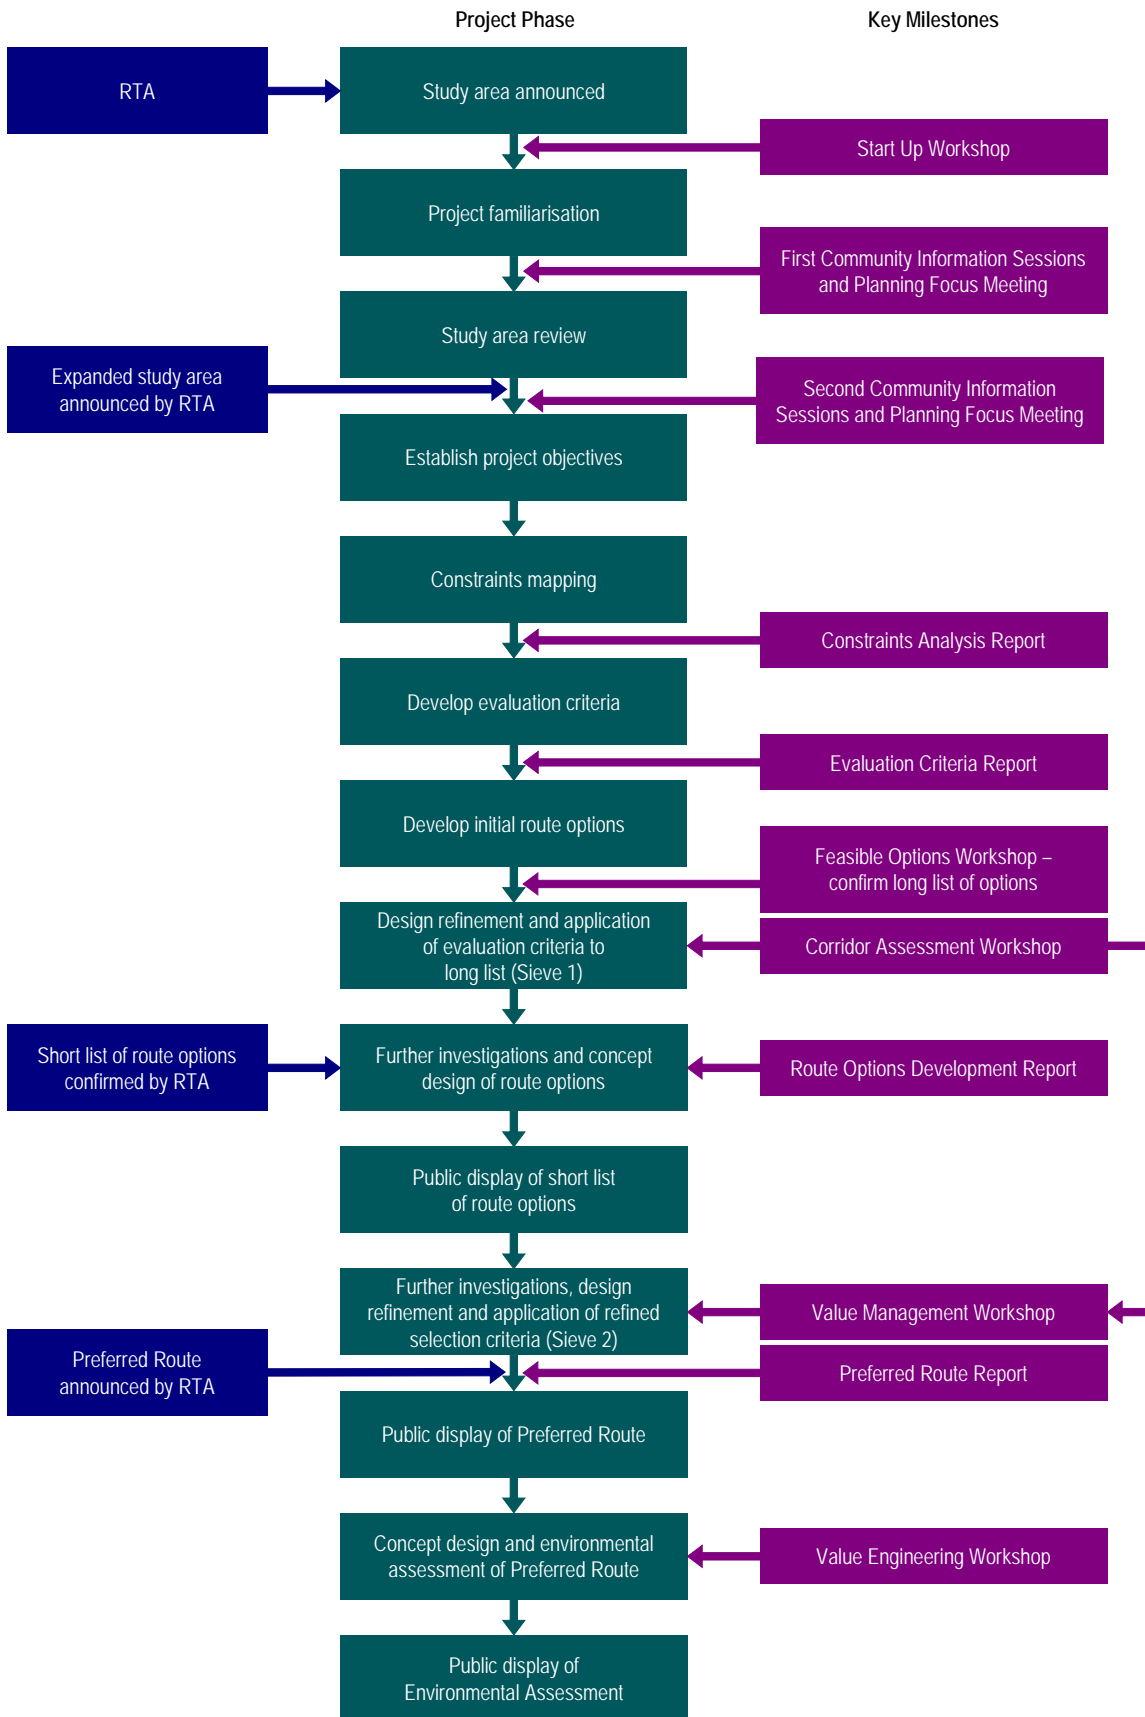 Project Phase
Key Milestones
RTA
Study area announced
Start Up Workshop
Project familiarisation
First Community Information Sessions
and Planning Focus Meeting
Study area review
Expanded study area
announced by RTA
Second Community Information
Sessions and Planning Focus Meeting
Establish project objectives
Constraints mapping
Constraints Analysis Report
Develop evaluation criteria
Evaluation Criteria Report
Develop initial route options
Feasible Options Workshop –
confirm long list of options
Design refinement and application
of evaluation criteria to
long list (Sieve 1)
Corridor Assessment Workshop
Short list of route options
confirmed by RTA
Further investigations and concept
design of route options
Route Options Development Report
Public display of short list
of route options
Further investigations, design
refinement and application of refined
selection criteria (Sieve 2)
Value Management Workshop
Preferred Route
announced by RTA
Preferred Route Report
Public display of Preferred Route
Concept design and environmental
assessment of Preferred Route
Value Engineering Workshop
Public display of
Environmental Assessment